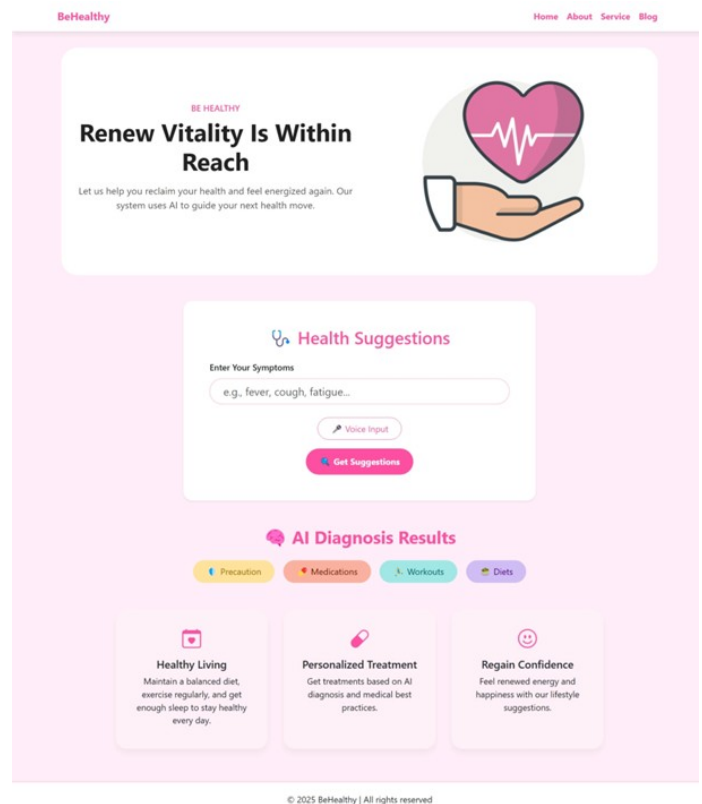 BeHealthy
Home About Service Blog
BE HEALTHY
Renew Vitality Is Within
Reach
Let us help you reclaim your health and feel energized again. Our
system uses AI to guide your next health move.
Health Suggestions
Enter Your Symptoms
e.g., fever, cough, fatigue...
Voice Input
Get Suggestions
AI Diagnosis Results
Precaution
Medications
Workouts
Diets
Healthy Living
Maintain a balanced diet,
exercise regularly, and get
enough sleep to stay healthy
every day.
Personalized Treatment
Get treatments based on AI
diagnosis and medical best
practices.
Regain Confidence
Feel renewed energy and
happiness with our lifestyle
suggestions.
© 2025 BeHealthy | All rights reserved